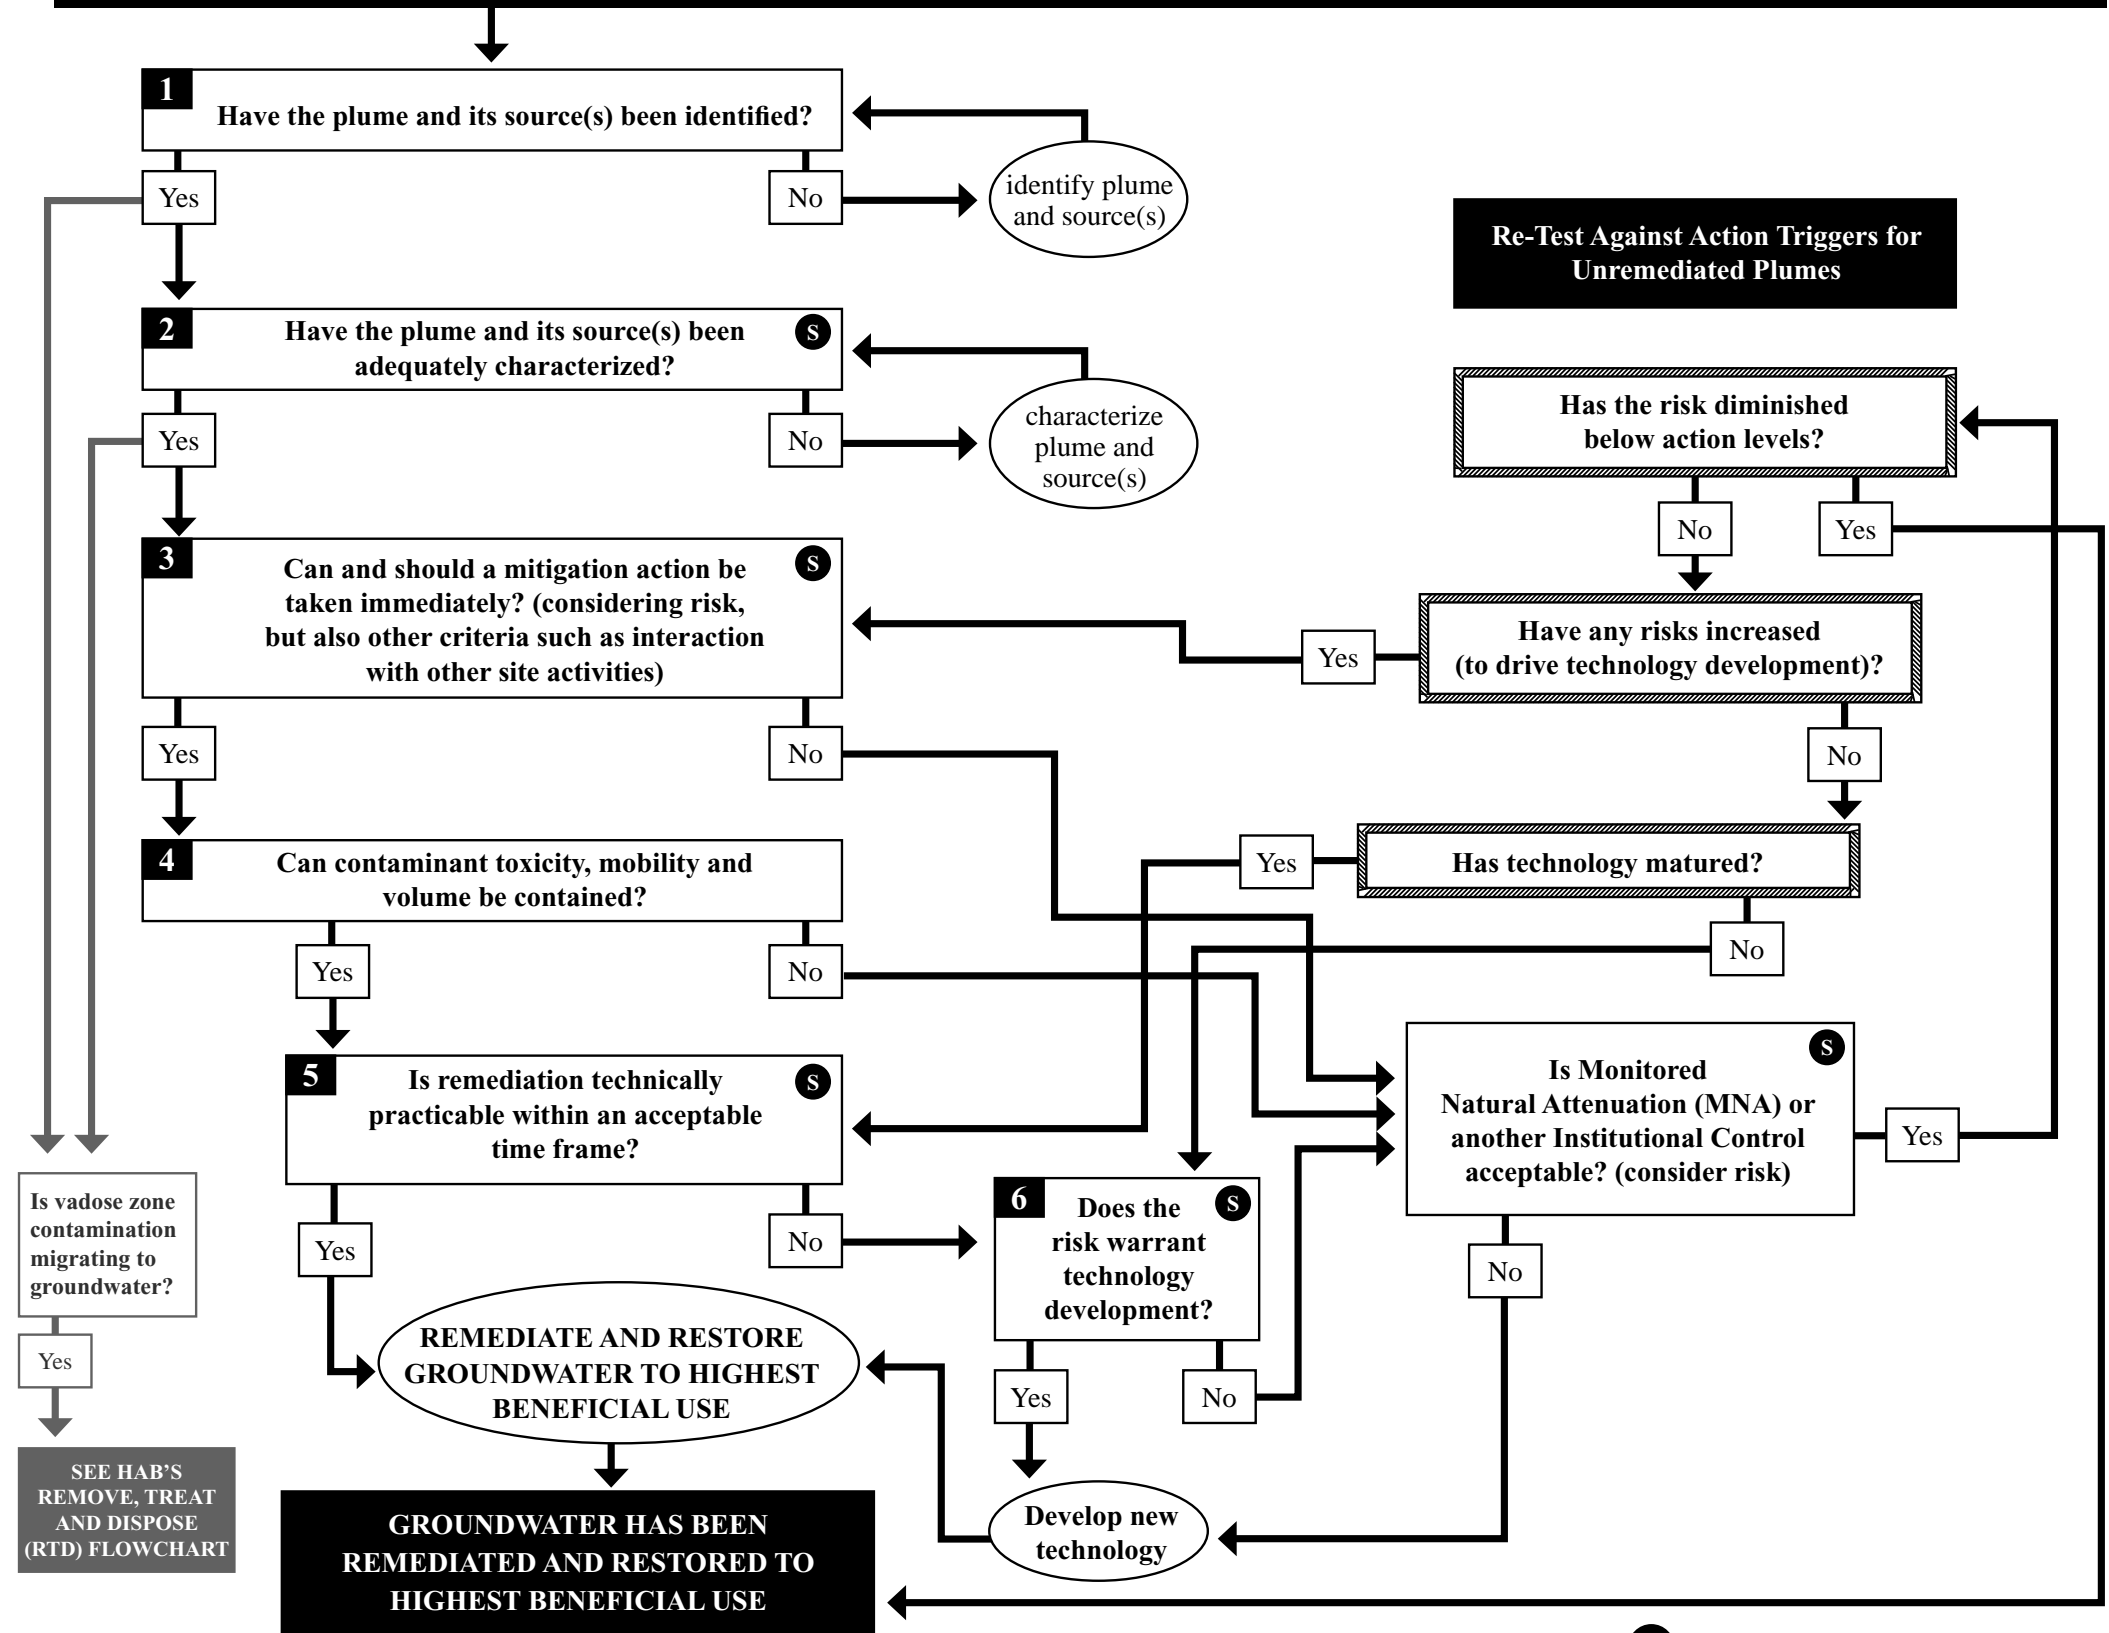 1
Have the plume and its source(s) been identified?
Yes
No
identify plume
and source(s)
2
Have the plume and its source(s) been
adequately characterized?
S
Yes
No
characterize
plume and
source(s)
3
Can and should a mitigation action be
taken immediately? (considering risk,
but also other criteria such as interaction
with other site activities)
S
Yes
No
4
Can contaminant toxicity, mobility and
volume be contained?
Yes
No
5
Is remediation technically
practicable within an acceptable
time frame?
S
Yes
No
6
Does the
risk warrant
technology
development?
S
Yes
No
Develop new
technology
REMEDIATE AND RESTORE
GROUNDWATER TO HIGHEST
BENEFICIAL USE
GROUNDWATER HAS BEEN
REMEDIATED AND RESTORED TO
HIGHEST BENEFICIAL USE
Is vadose zone
contamination
migrating to
groundwater?
Yes
SEE HAB'S
REMOVE, TREAT
AND DISPOSE
(RTD) FLOWCHART
Re-Test Against Action Triggers for
Unremediated Plumes
Has the risk diminished
below action levels?
No
Yes
Have any risks increased
(to drive technology development)?
Yes
No
Has technology matured?
Yes
No
Is Monitored
Natural Attenuation (MNA) or
another Institutional Control
acceptable? (consider risk)
S
Yes
No